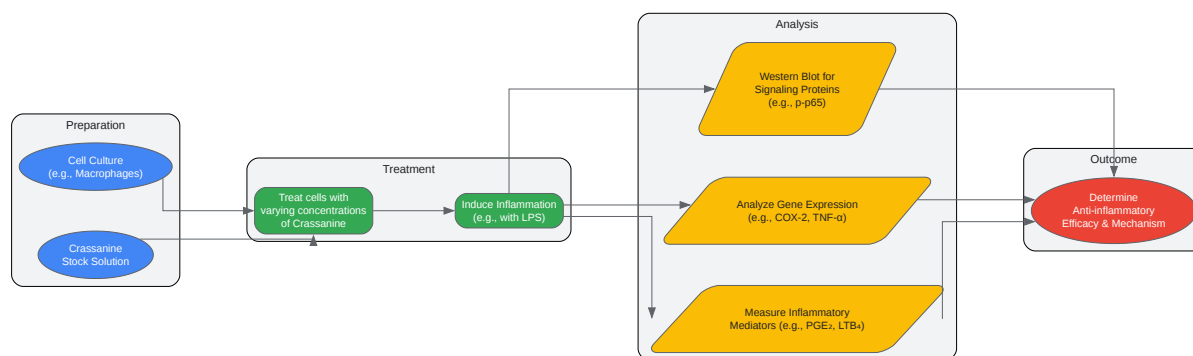 Preparation
Cell Culture
(e.g., Macrophages)
Crassanine
Stock Solution
Treatment
Treat cells with
varying concentrations
of Crassanine
Induce Inflammation
(e.g., with LPS)
Analysis
Western Blot for
Signaling Proteins
(e.g., p-p65)
Analyze Gene Expression
(e.g., COX-2, TNF-α)
Measure Inflammatory
Mediators (e.g., PGE₂, LTB₄)
Outcome
Determine
Anti-inflammatory
Efficacy & Mechanism